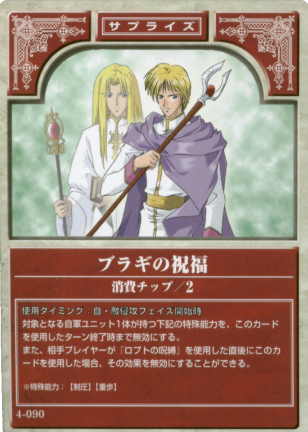 サプライズ
ブラギの祝福
消費チップ／2
使用タイミング：自・敵侵攻フェイズ開始時
対象となる自軍ユニット1体が持つ下記の特殊能力を、このカード
を使用したターン終了時まで無効にする。
また、相手プレイヤーが『ロプトの呪縛』を使用した直後にこのカー
ドを使用した場合、その効果を無効にすることができる。
※特殊能力：【制圧】【重歩】
4-090